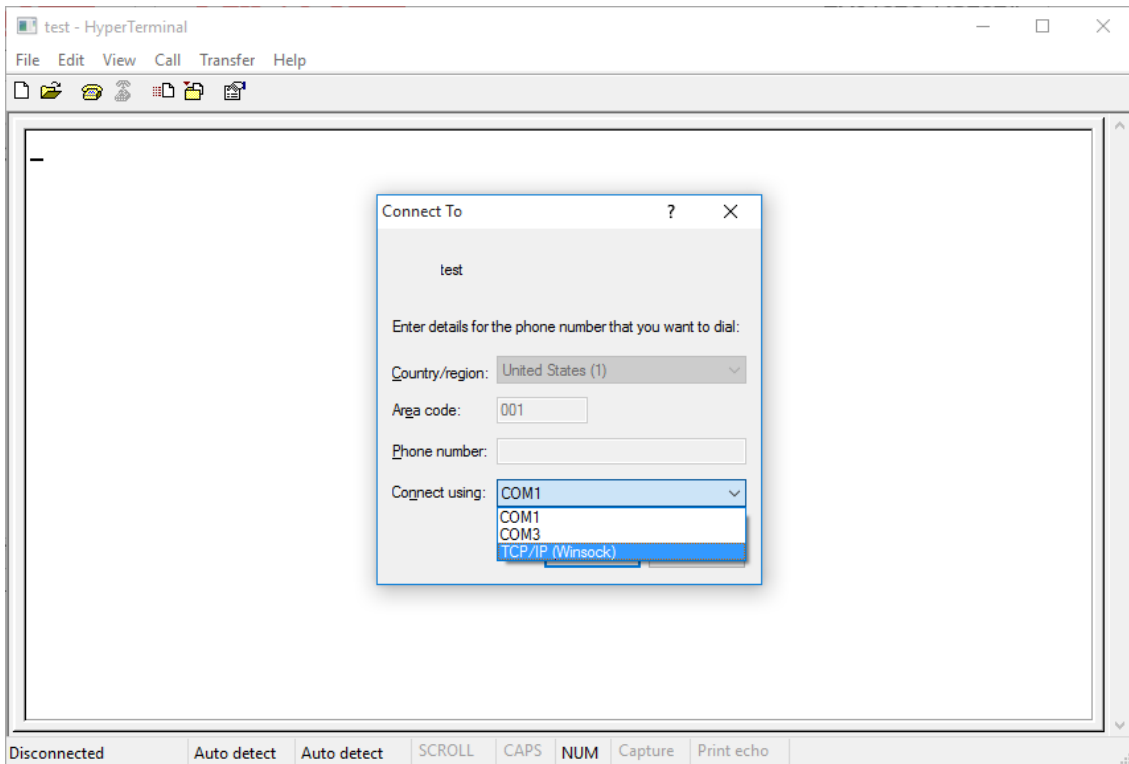 test - HyperTerminal
File Edit View Call Transfer Help
Connect To ?
test
Enter details for the phone number that you want to dial:
Country/region: United States (1)
Area code: 001
Phone number:
Connect using: COM1
COM1
COM3
TCP/IP (Winsock)
Disconnected Auto detect Auto detect SCROLL CAPS NUM Capture Print echo